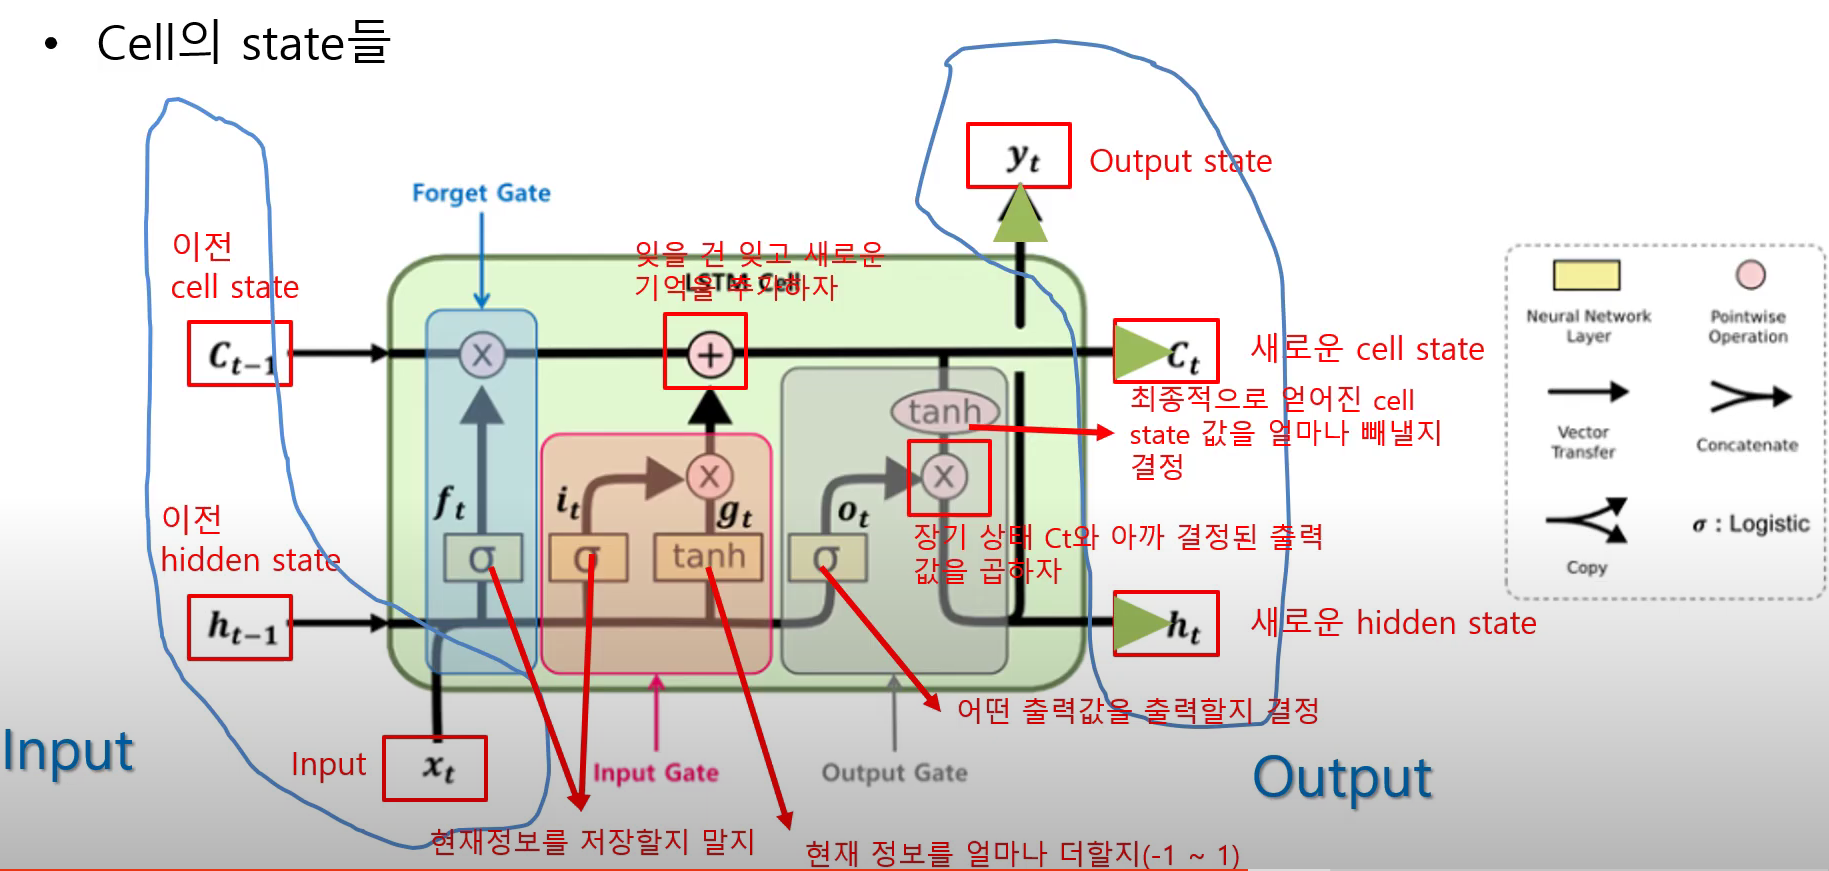 • Cell의 state들
y_t
Output state
Forget Gate
이전
cell state
잊을 건 잊고 새로운
기억을 추가하자
LSTM Cell
C_{t-1}
X
+
C_t
새로운 cell state
tanh
최종적으로 얻어진 cell
state 값을 얼마나 빼낼지
결정
X
X
f_t
i_t
g_t
o_t
이전
hidden state
σ
σ
tanh
σ
장기 상태 Ct와 아까 결정된 출력
값을 곱하자
h_{t-1}
h_t
새로운 hidden state
어떤 출력값을 출력할지 결정
Input
Input
x_t
Input Gate
Output Gate
Output
현재정보를 저장할지 말지
현재 정보를 얼마나 더할지(-1 ~ 1)
Neural Network
Layer
Pointwise
Operation
Vector
Transfer
Concatenate
Copy
σ : Logistic